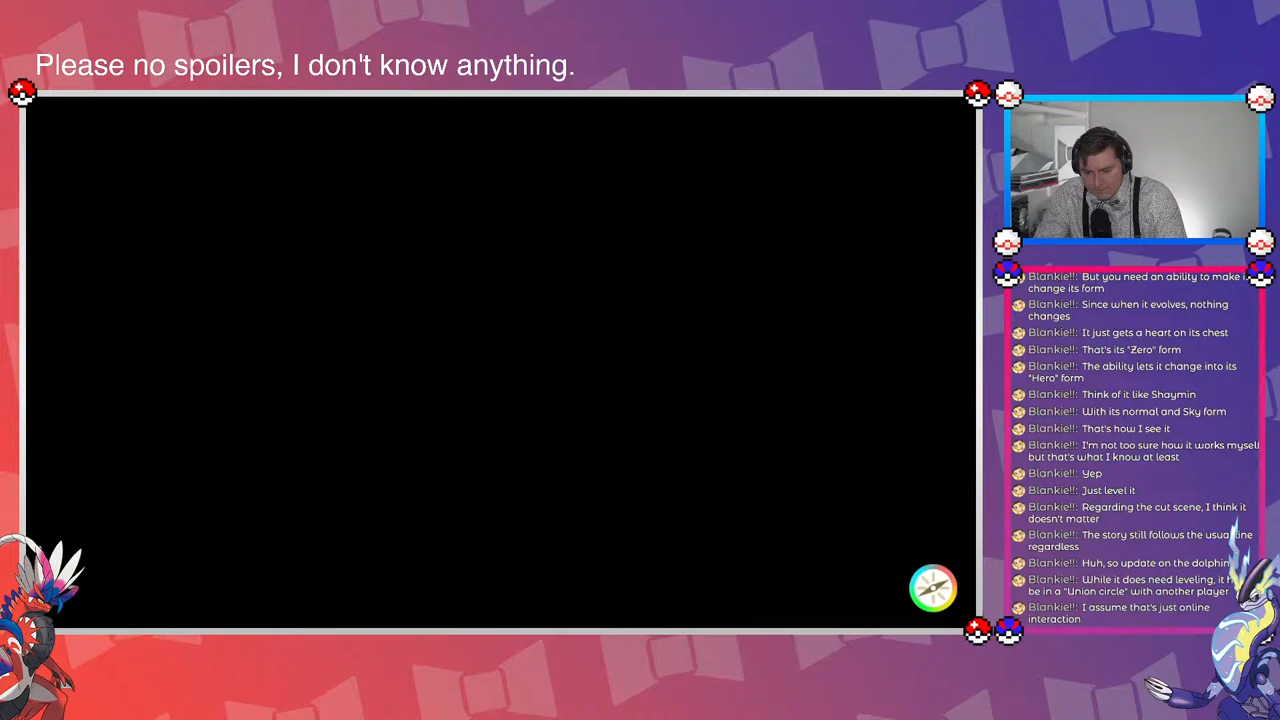 Please no spoilers, I don't know anything.
Blankie!!: But you need an ability to make
change its form
Blankie!!: Since when it evolves, nothing
changes
Blankie!!: It just gets a heart on its chest
Blankie!!: That's its "Zero" form
Blankie!!: The ability lets it change into its
"Hero" form
Blankie!!: Think of it like Shaymin
Blankie!!: With its normal and Sky form
Blankie!!: That's how I see it
Blankie!!: I'm not too sure how it works myself
but that's what I know at least
Blankie!!: Yep
Blankie!!: Just level it
Blankie!!: Regarding the cut scene, I think it
doesn't matter
Blankie!!: The story still follows the usual
regardless
Blankie!!: Huh, so update on the dolphin
Blankie!!: While it does need leveling, it
be in a "Union circle" with another player
Blankie!!: I assume that's just online
interaction